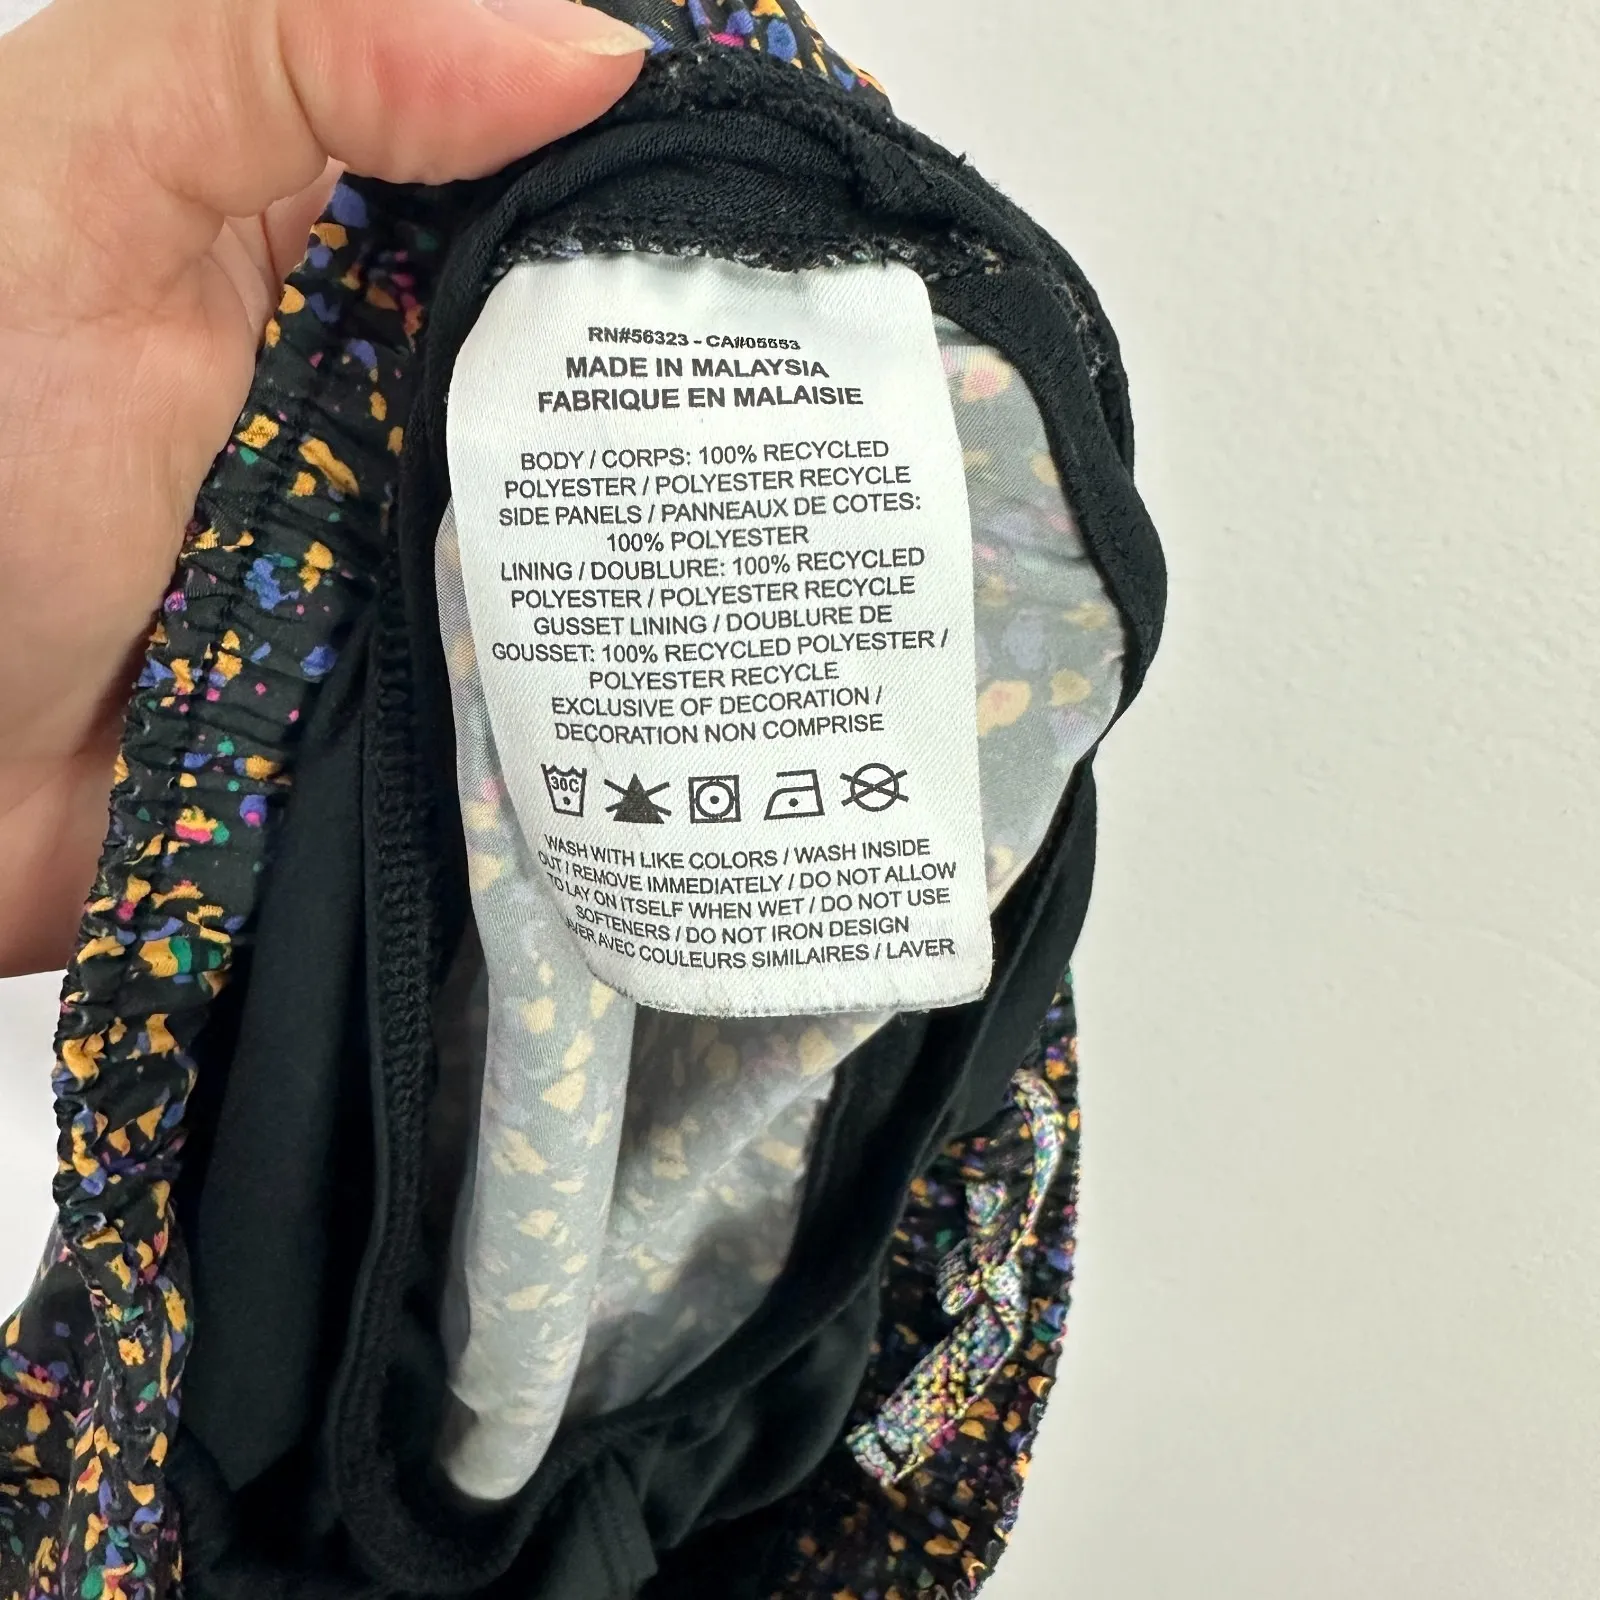 RN#56323 - CA#05553
MADE IN MALAYSIA
FABRIQUE EN MALAISIE
BODY / CORPS: 100% RECYCLED
POLYESTER / POLYESTER RECYCLE
SIDE PANELS / PANNEAUX DE COTES:
100% POLYESTER
LINING / DOUBLURE: 100% RECYCLED
POLYESTER / POLYESTER RECYCLE
GUSSET LINING / DOUBLURE DE
GOUSSET: 100% RECYCLED POLYESTER /
POLYESTER RECYCLE
EXCLUSIVE OF DECORATION /
DECORATION NON COMPRISE
30C
WASH WITH LIKE COLORS / WASH INSIDE
OUT / REMOVE IMMEDIATELY / DO NOT ALLOW
TO LAY ON ITSELF WHEN WET / DO NOT USE
SOFTENERS / DO NOT IRON DESIGN
AVER AVEC COULEURS SIMILAIRES / LAVER